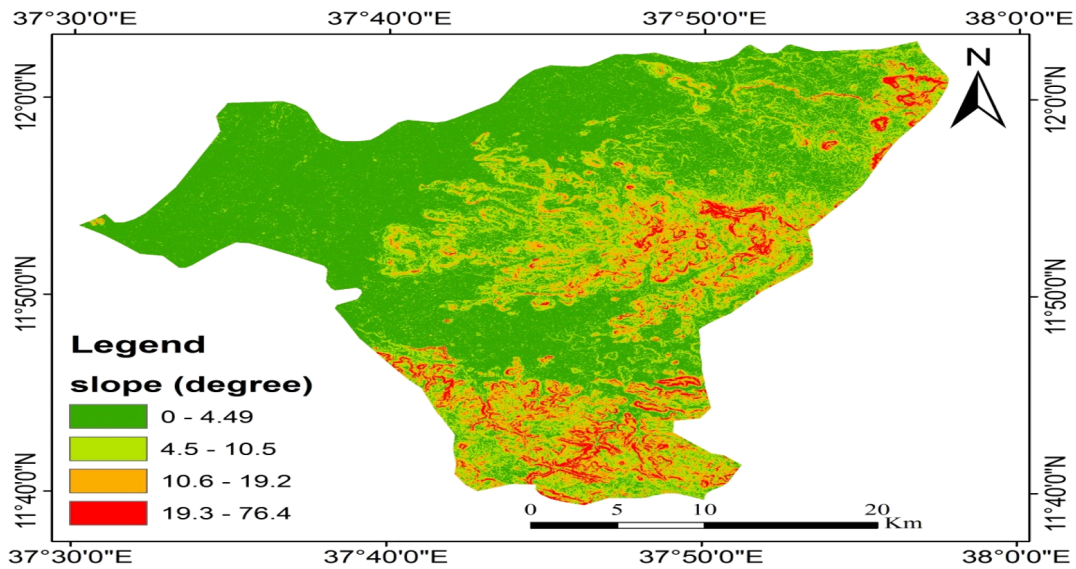 37°30'0"E 37°40'0"E 37°50'0"E 38°0'0"E
N
12°0'0"N
12°0'0"N
11°50'0"N
11°50'0"N
Legend
slope (degree)
0 - 4.49
4.5 - 10.5
10.6 - 19.2
19.3 - 76.4
11°40'0"N
11°40'0"N
0 5 10 20
Km
37°30'0"E 37°40'0"E 37°50'0"E 38°0'0"E